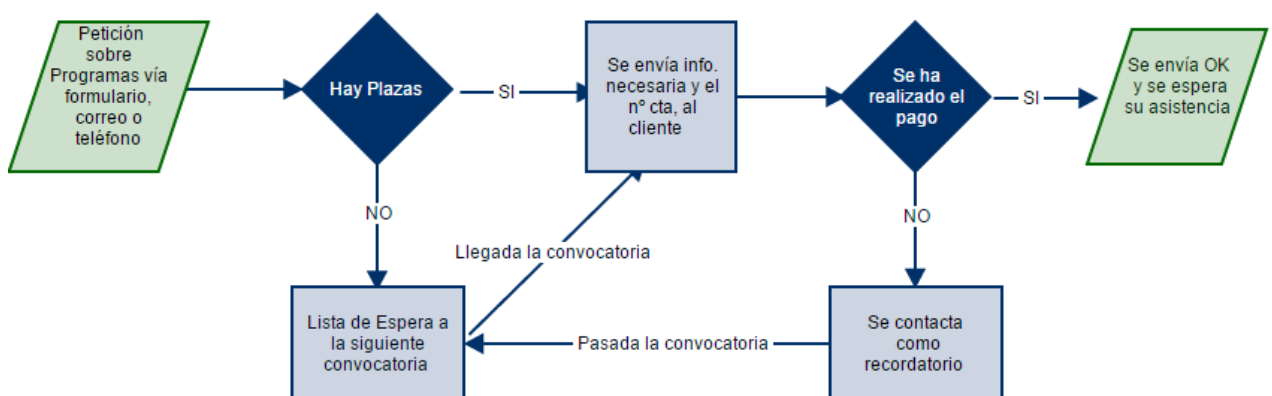 Petición
sobre
Programas vía
formulario,
correo o
teléfono
Hay Plazas
SI
Se envía info.
necesaria y el
nº cta, al
cliente
Se ha
realizado el
pago
SI
Se envía OK
y se espera
su asistencia
NO
NO
Llegada la convocatoria
Lista de Espera a
la siguiente
convocatoria
Pasada la convocatoria
Se contacta
como
recordatorio